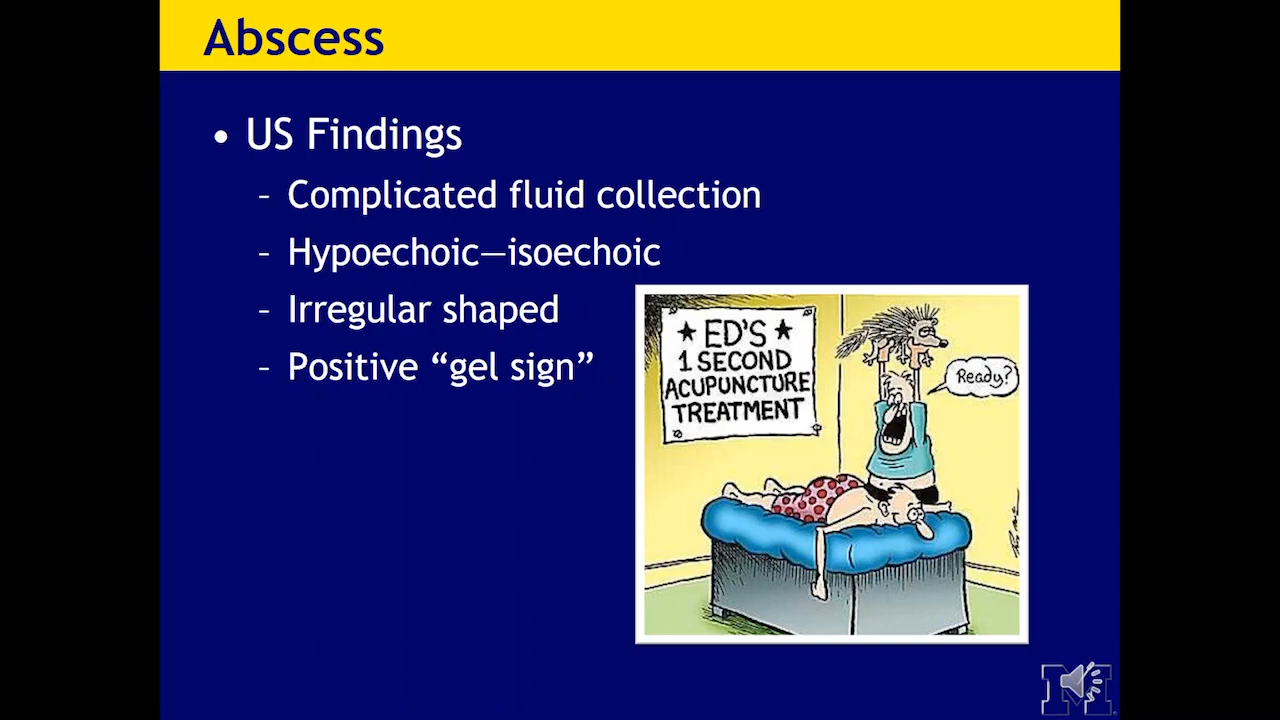 Abscess
• US Findings
– Complicated fluid collection
– Hypoechoic—isoechoic
– Irregular shaped
– Positive “gel sign”
★ ED'S ★
1 SECOND
ACUPUNCTURE
TREATMENT
Ready?
M